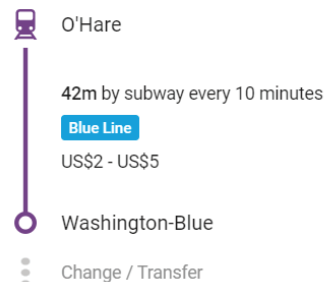 O'Hare
42m by subway every 10 minutes
Blue Line
US$2 - US$5
Washington-Blue
Change / Transfer